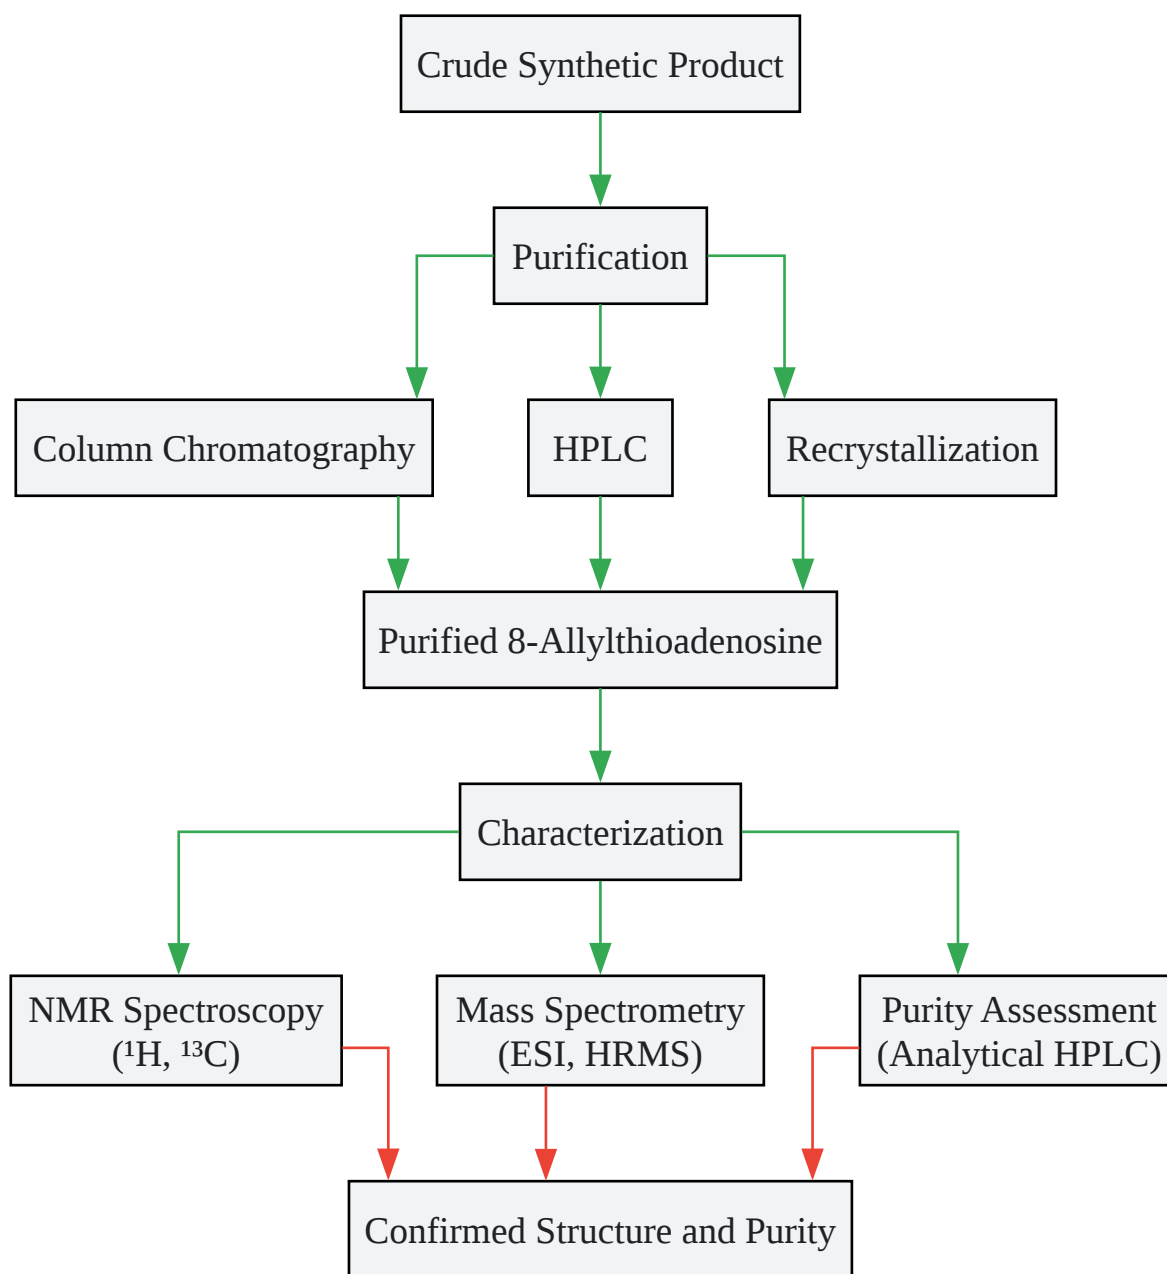 Crude Synthetic Product
Purification
Column Chromatography
HPLC
Recrystallization
Purified 8-Allylthioadenosine
Characterization
NMR Spectroscopy
(¹H, ¹³C)
Mass Spectrometry
(ESI, HRMS)
Purity Assessment
(Analytical HPLC)
Confirmed Structure and Purity